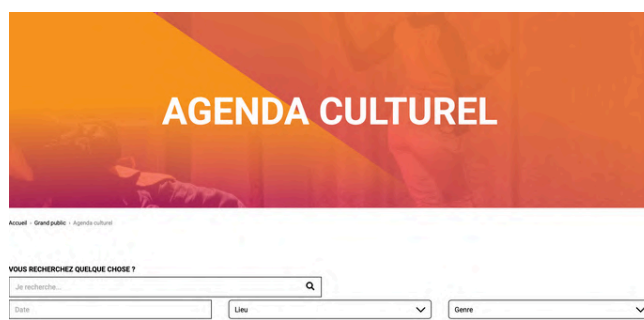 AGENDA CULTUREL
Accueil > Grand public > Agenda culturel
VOUS RECHERCHEZ QUELQUE CHOSE ?
Je recherche...
Date Lieu Genre